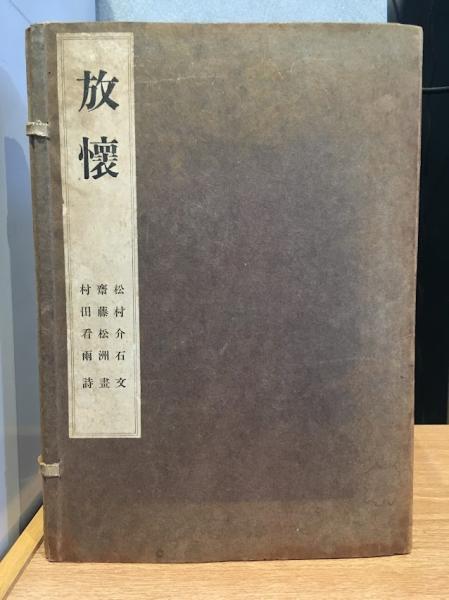 放懐
松村介石文
齋藤松洲畫
村田看雨詩